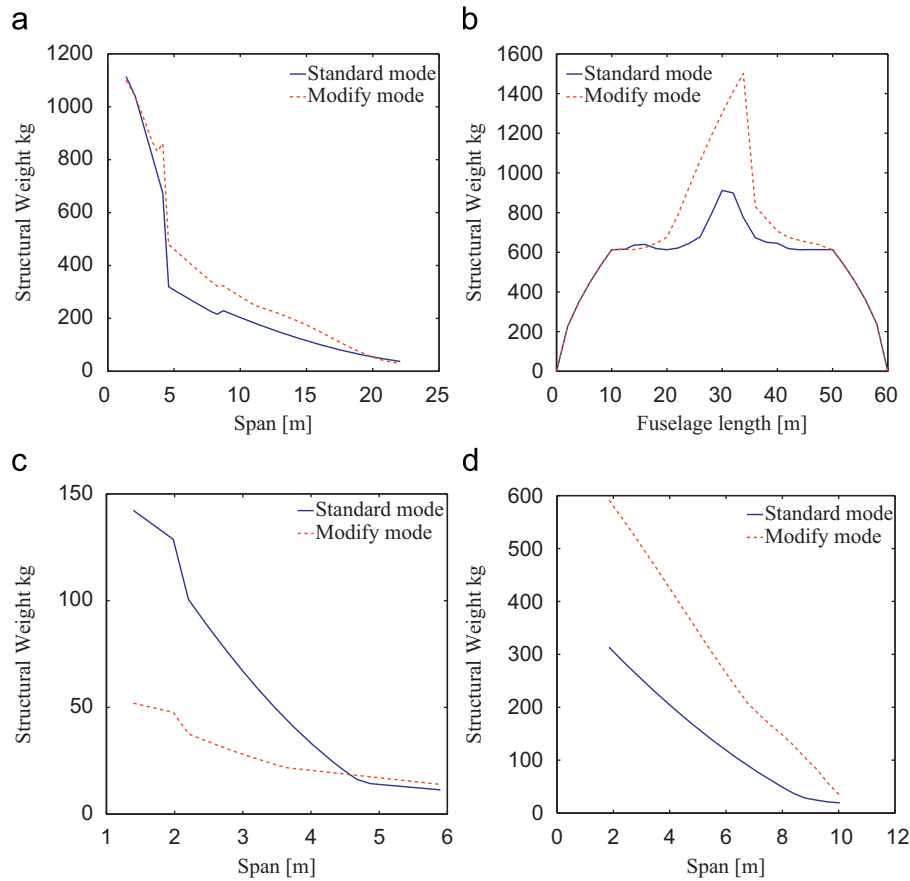 a
1200
1000
800
600
400
200
0
0 5 10 15 20 25
Structural Weight kg
Span [m]
Standard mode
Modify mode
b
1600
1400
1200
1000
800
600
400
200
0
0 10 20 30 40 50 60
Structural Weight kg
Fuselage length [m]
Standard mode
Modify mode
c
150
100
50
0
1 2 3 4 5 6
Structural Weight kg
Span [m]
Standard mode
Modify mode
d
600
500
400
300
200
100
0
0 2 4 6 8 10 12
Structural Weight kg
Span [m]
Standard mode
Modify mode